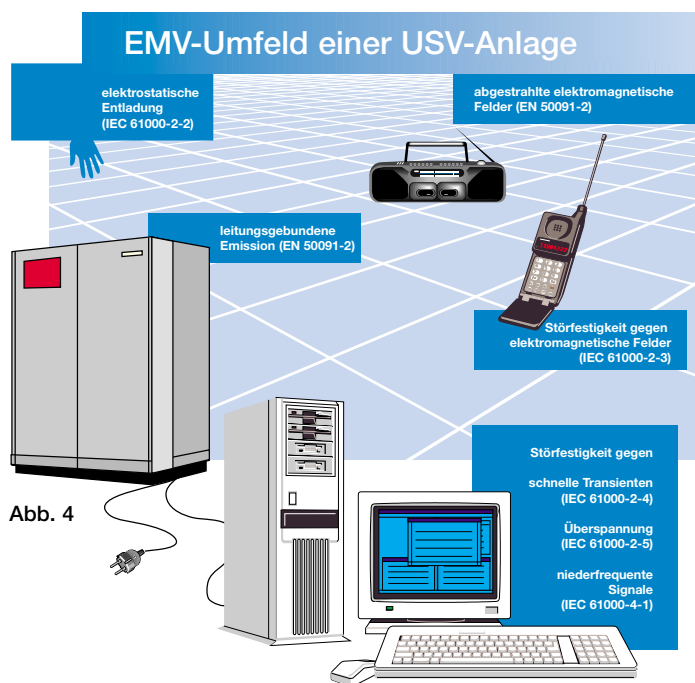 EMV-Umfeld einer USV-Anlage
elektrostatische
Entladung
(IEC 61000-2-2)
abgestrahlte elektromagnetische
Felder (EN 50091-2)
leitungsgebundene
Emission (EN 50091-2)
Störfestigkeit gegen
elektromagnetische Felder
(IEC 61000-2-3)
Störfestigkeit gegen
schnelle Transienten
(IEC 61000-2-4)
Überspannung
(IEC 61000-2-5)
niederfrequente
Signale
(IEC 61000-4-1)
Abb. 4